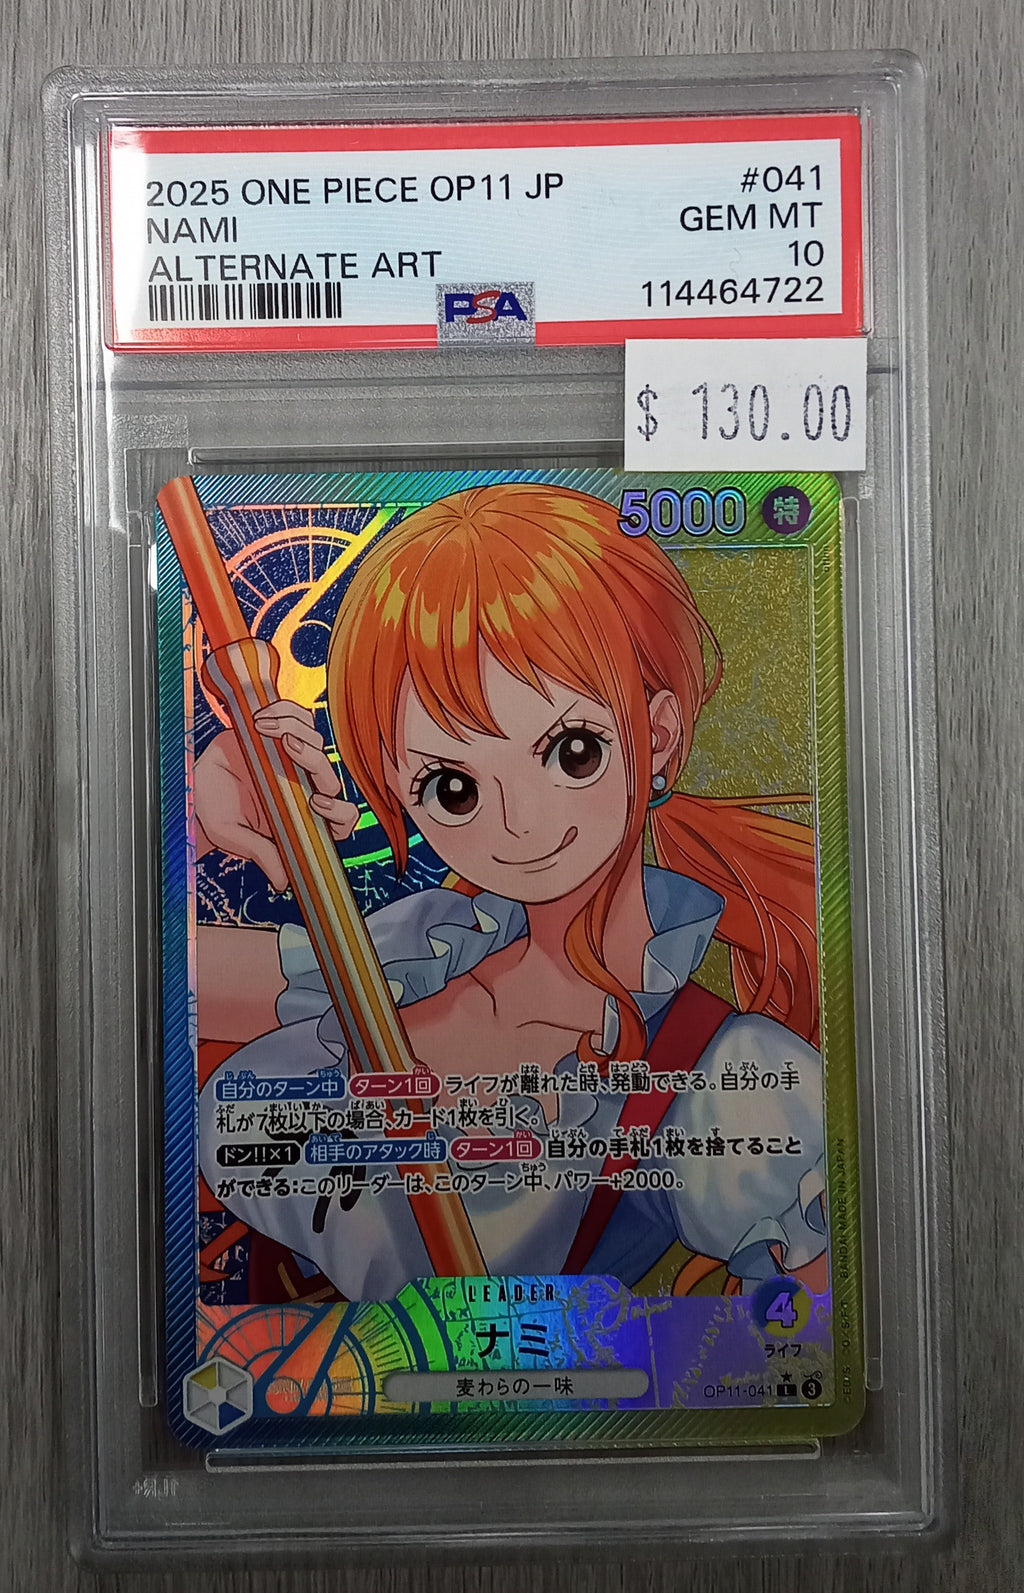 2025 ONE PIECE OP11 JP #041
NAMI GEM MT
ALTERNATE ART 10
PSA 114464722
$ 130.00
5000 特
自分のターン中 ターン1回 ライフが離れた時、発動できる。自分の手
札が7枚以下の場合、カード1枚を引く。
ドン!!×1 相手のアタック時 ターン1回 自分の手札1枚を捨てること
ができる:このリーダーは、このターン中、パワー+2000。
LEADER
ナミ
4
ライフ
麦わらの一味
OP11-041 L 3
BANDAI MADE IN JAPAN